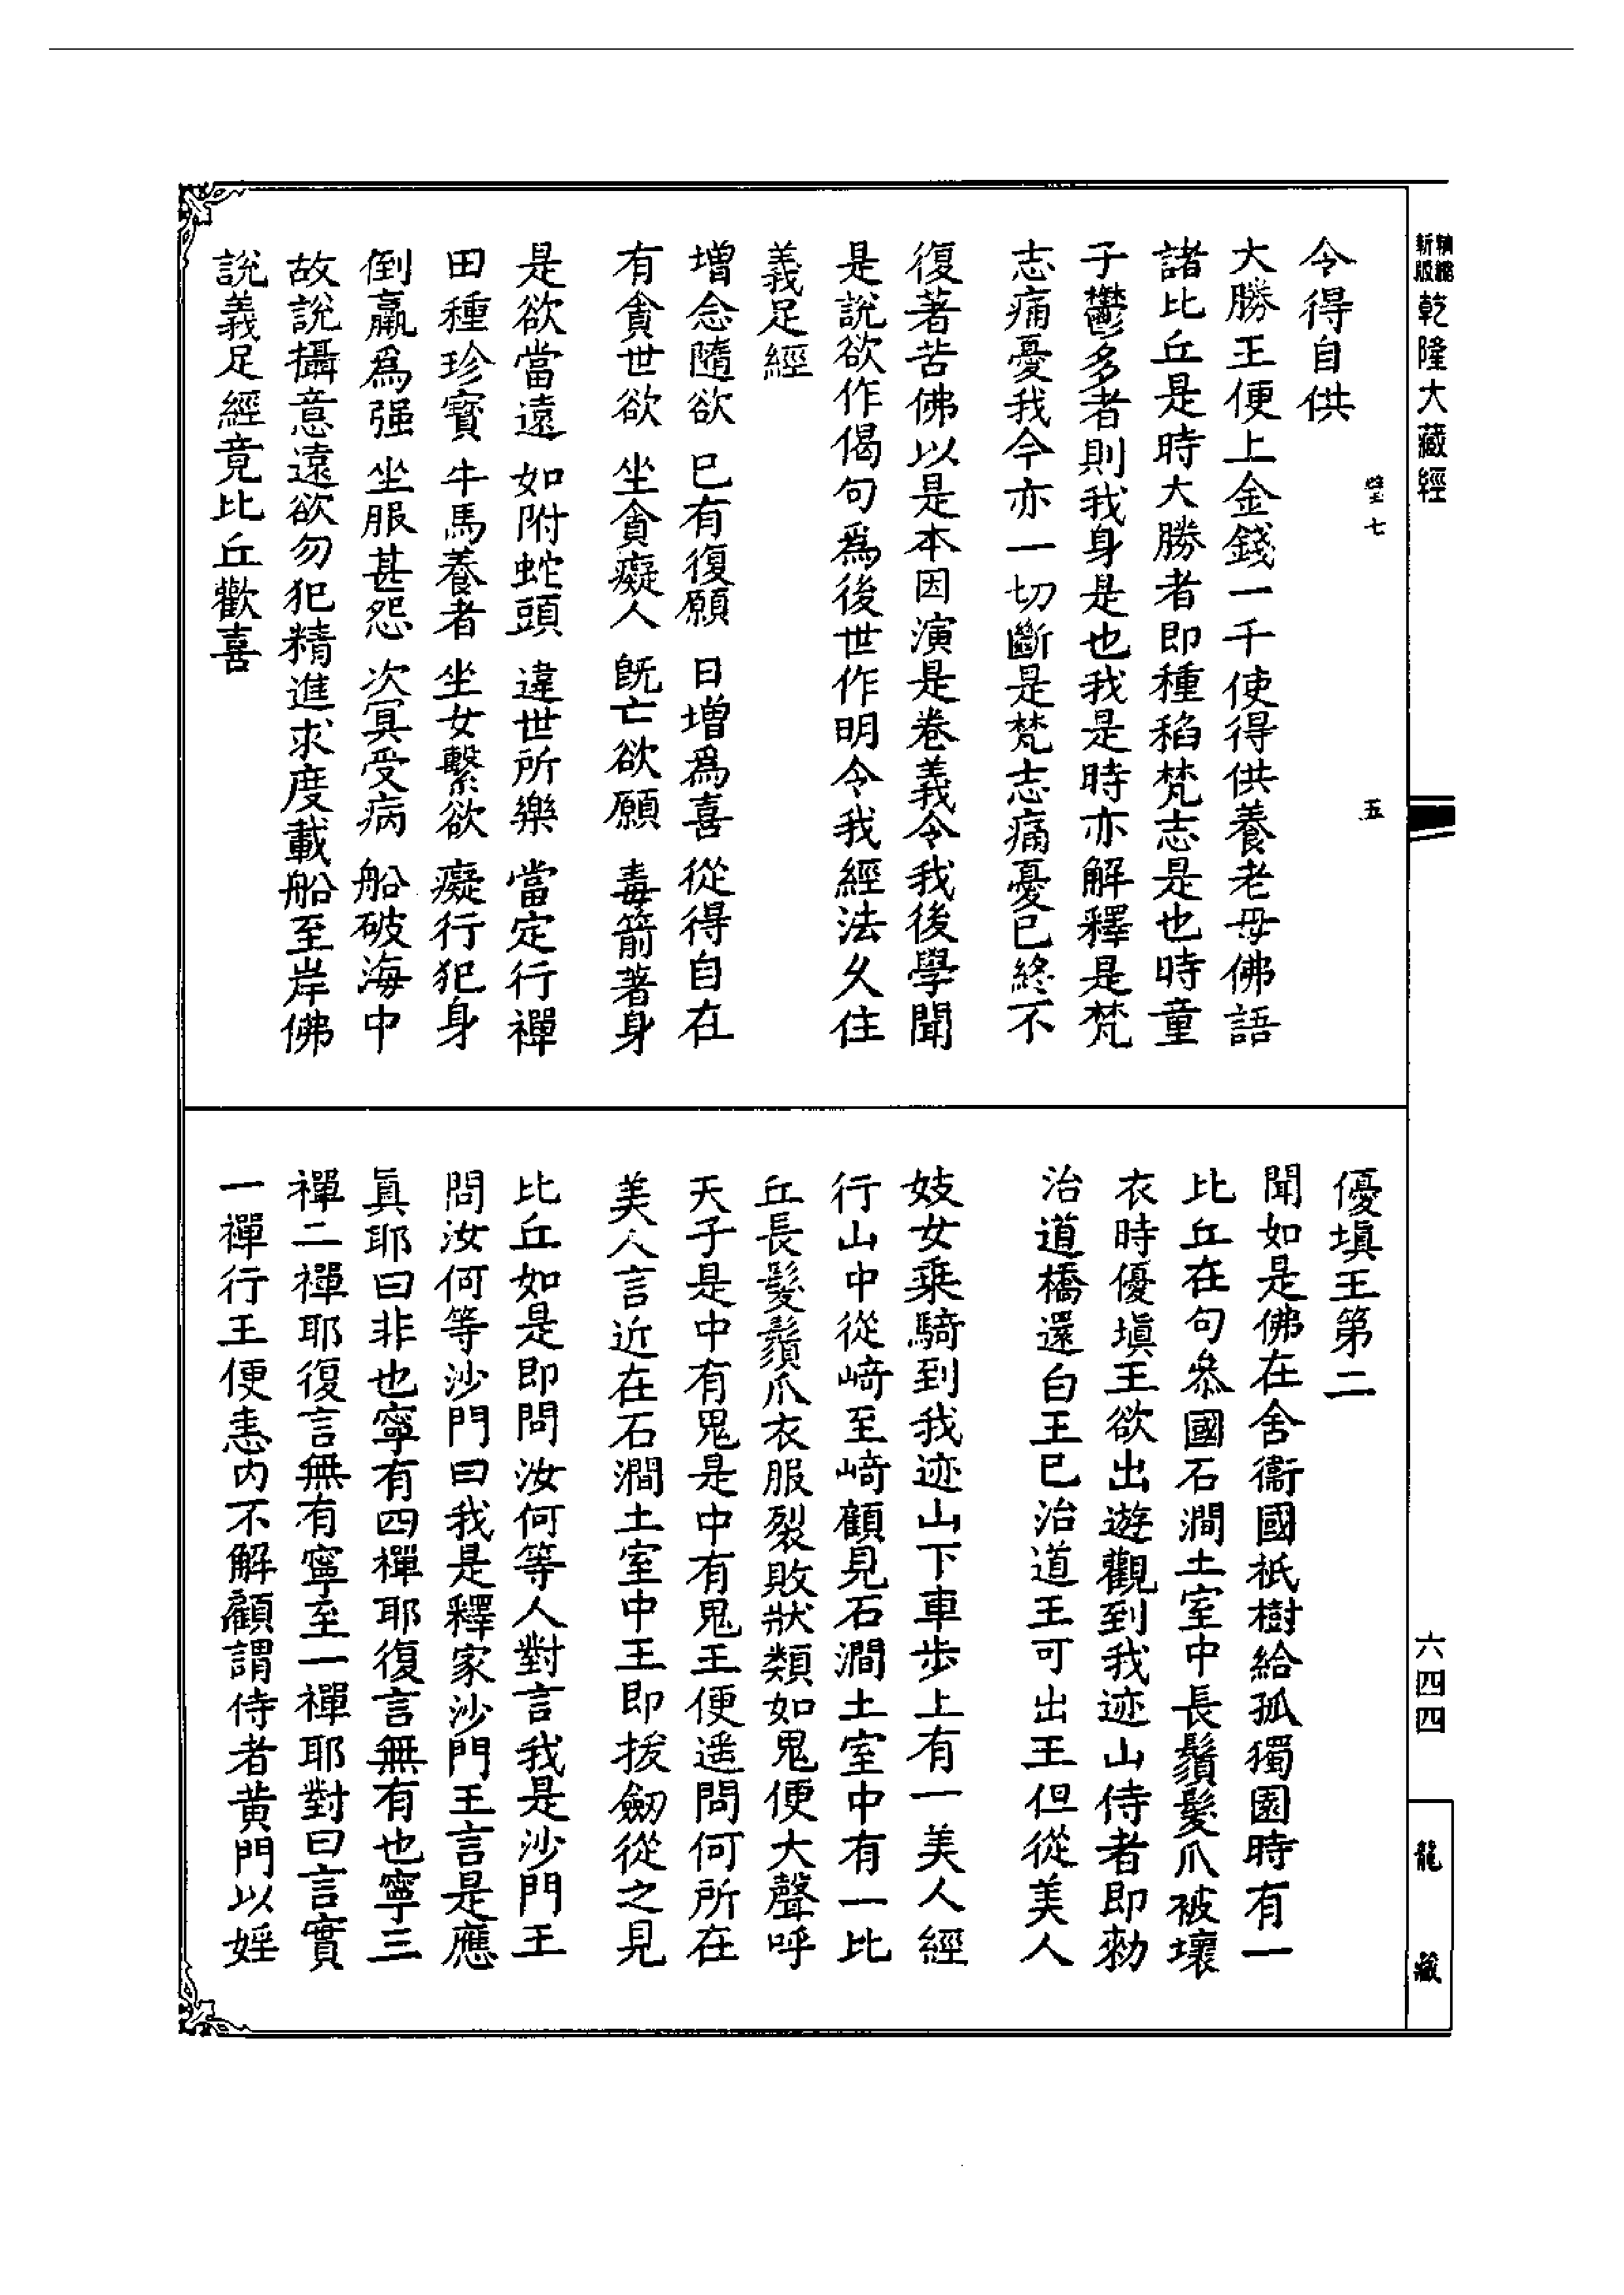 精縮新版乾隆大藏經
六四四
龍藏
璧七 五
令得自供
大勝王便上金錢一千使得供養老母佛語
諸比丘是時大勝者即種稻梵志是也時童
子鬱多者則我身是也我是時亦解釋是梵
志痛憂我今亦一切斷是梵志痛憂已終不
復著苦佛以是本因演是卷義令我後學聞
是說欲作偈句為後世作明令我經法久住
義足經
增念隨欲 已有復願 日增為喜 從得自在
有貪世欲 坐貪癡人 既亡欲願 毒箭著身
是欲當遠 如附蛇頭 違世所樂 當定行禪
田種珍寶 牛馬養者 坐女繫欲 癡行犯身
倒羸為强 坐服甚怨 次冥受病 船破海中
故說攝意遠欲勿犯精進求度載船至岸佛
說義足經竟比丘歡喜
優填王第二
聞如是佛在舍衛國祇樹給孤獨園時有一
比丘在句參國石澗土室中長鬚髮爪被壞
衣時優填王欲出遊觀到我迹山侍者即勑
治道橋還白王已治道王可出王但從美人
妓女乘騎到我迹山下車步上有一美人經
行山中從崎至崎顧見石澗土室中有一比
丘長髮鬚爪衣服裂敗狀類如鬼便大聲呼
天子是中有鬼是中有鬼王便遥問何所在
美人言近在石澗土室中王即拔劒從之見
比丘如是即問汝何等人對言我是沙門王
問汝何等沙門曰我是釋家沙門王言是應
真耶曰非也寧有四禪耶復言無有也寧三
禪二禪耶復言無有寧至一禪耶對曰言實
一禪行王便恚內不解顧謂侍者黃門以婬